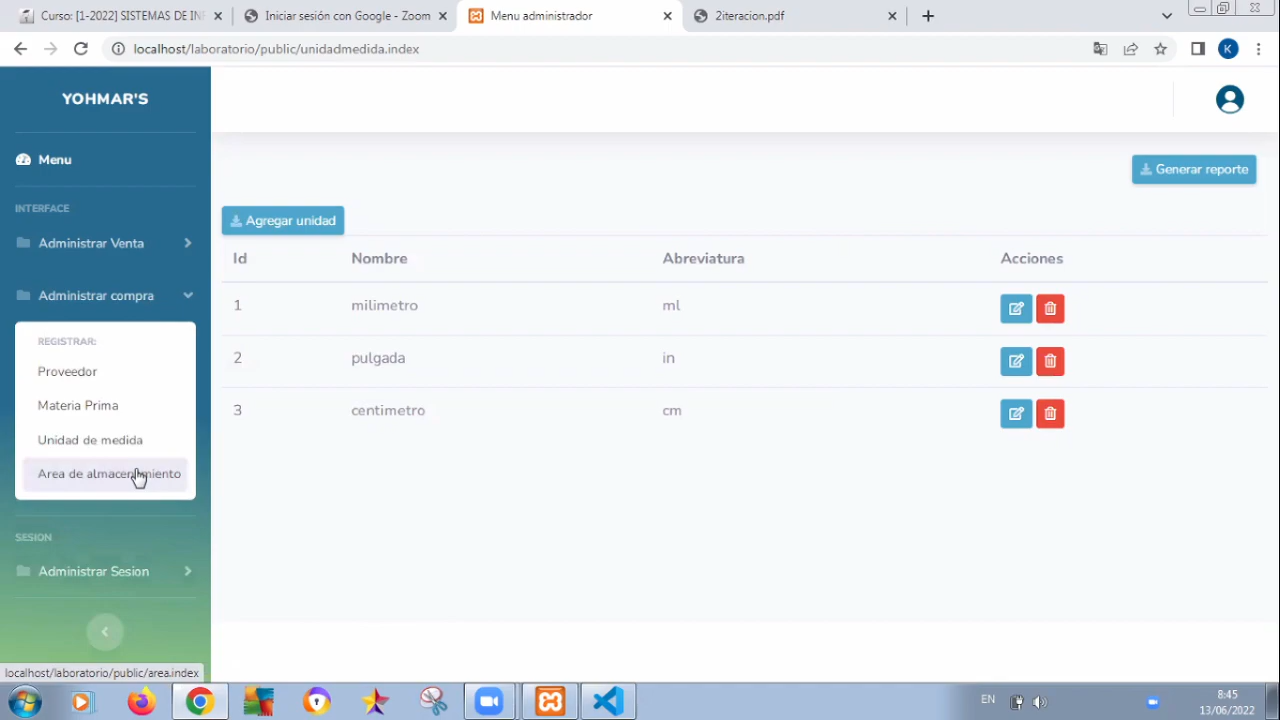 Curso: [1-2022] SISTEMAS DE INF
Iniciar sesión con Google - Zoom
Menu administrador
2iteracion.pdf
localhost/laboratorio/public/unidadmedida.index
K
YOHMAR'S
Menu
Generar reporte
INTERFACE
Agregar unidad
Administrar Venta
Id Nombre Abreviatura Acciones
Administrar compra
1 milimetro ml
REGISTRAR:
2 pulgada in
Proveedor
Materia Prima
3 centimetro cm
Unidad de medida
Area de almacenamiento
SESION
Administrar Sesion
localhost/laboratorio/public/area.index
EN
8:45
13/06/2022